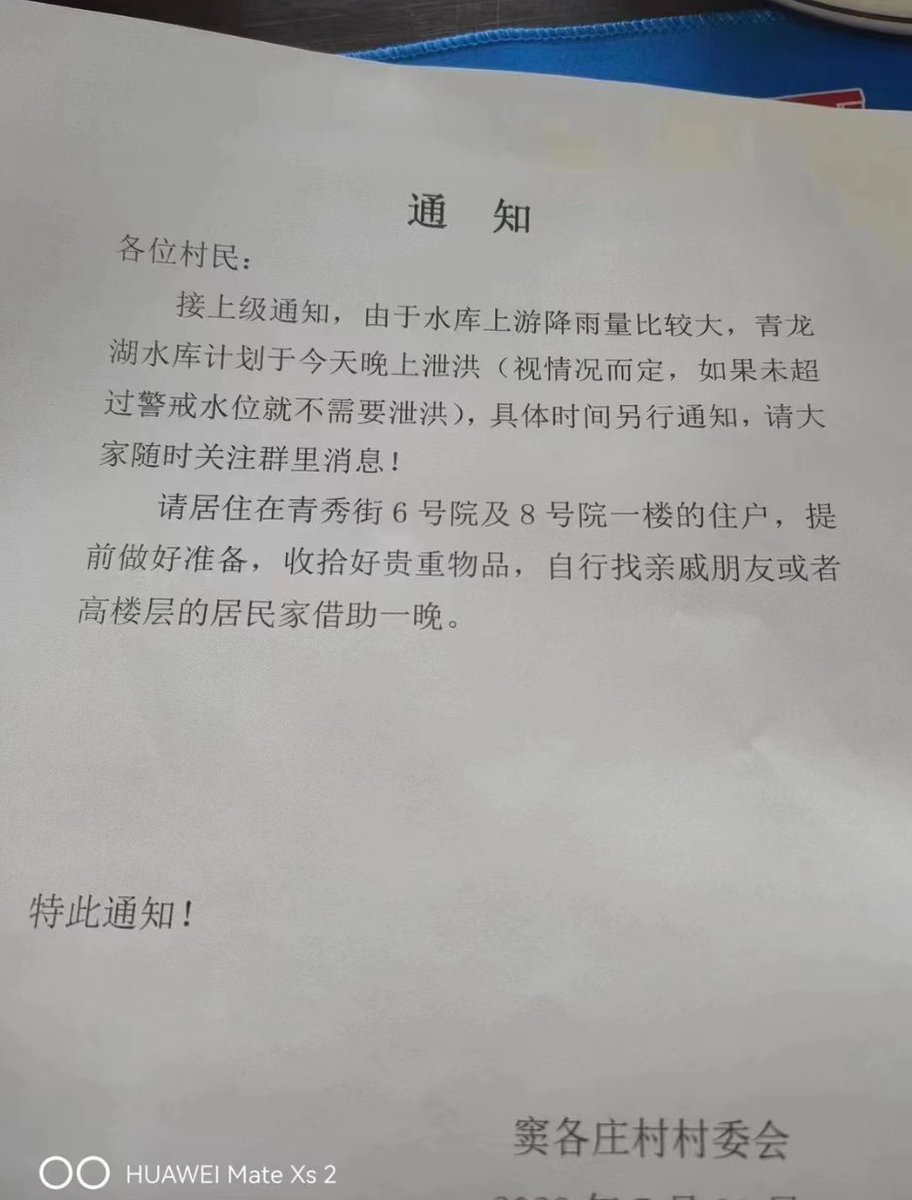 通 知
各位村民：
接上级通知，由于水库上游降雨量比较大，青龙
湖水库计划于今天晚上泄洪（视情况而定，如果未超
过警戒水位就不需要泄洪），具体时间另行通知，请大
家随时关注群里消息！
请居住在青秀街6号院及8号院一楼的住户，提
前做好准备，收拾好贵重物品，自行找亲戚朋友或者
高楼层的居民家借助一晚。
特此通知！
窦各庄村村委会
HUAWEI Mate Xs 2